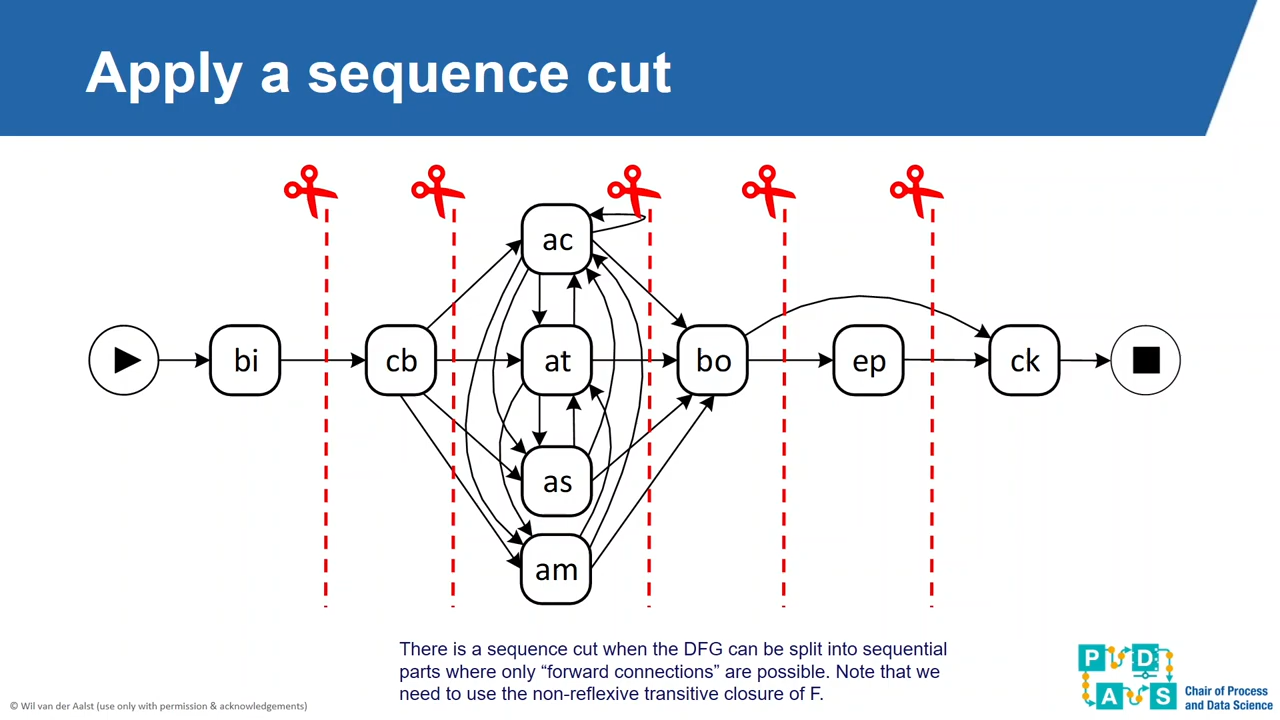 Apply a sequence cut
ac
bi
cb
at
bo
ep
ck
as
am
There is a sequence cut when the DFG can be split into sequential
parts where only “forward connections” are possible. Note that we
need to use the non-reflexive transitive closure of F.
© Wil van der Aalst (use only with permission & acknowledgements)
P D
A S
Chair of Process
and Data Science